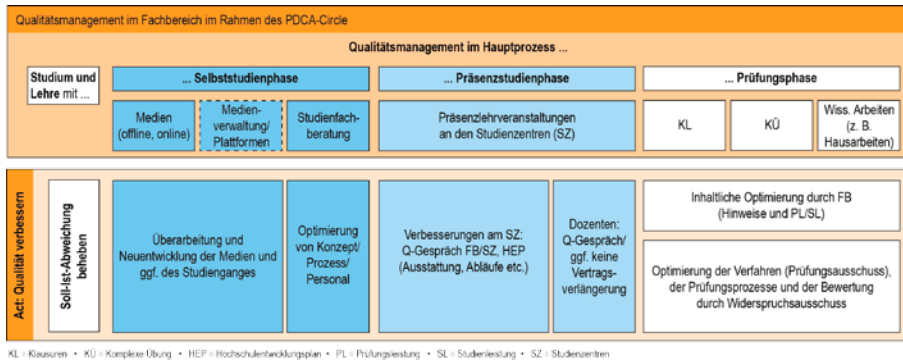 Qualitätsmanagement im Fachbereich im Rahmen des PDCA-Circle
Qualitätsmanagement im Hauptprozess ...
Studium und
Lehre mit ...
... Selbststudienphase
... Präsenzstudienphase
... Prüfungsphase
Medien
(offline, online)
Medien-
verwaltung/
Plattformen
Studienfach-
beratung
Präsenzlehrveranstaltungen
an den Studienzentren (SZ)
KL
KÜ
Wiss. Arbeiten
(z. B.
Hausarbeiten)
Act: Qualität verbessern
Soll-Ist-Abweichung
beheben
Überarbeitung und
Neuentwicklung der Medien und
ggf. des Studienganges
Optimierung
von Konzept/
Prozess/
Personal
Verbesserungen am SZ:
Q-Gespräch FB/SZ, HEP
(Ausstattung, Abläufe etc.)
Dozenten:
Q-Gespräch/
ggf. keine
Vertrags-
verlängerung
Inhaltliche Optimierung durch FB
(Hinweise und PL/SL)
Optimierung der Verfahren (Prüfungsausschuss),
der Prüfungsprozesse und der Bewertung
durch Widerspruchsausschuss
KL = Klausuren • KÜ = Komplexe Übung • HEP = Hochschulentwicklungsplan • PL = Prüfungsleistung • SL = Studienleistung • SZ = Studienzentren